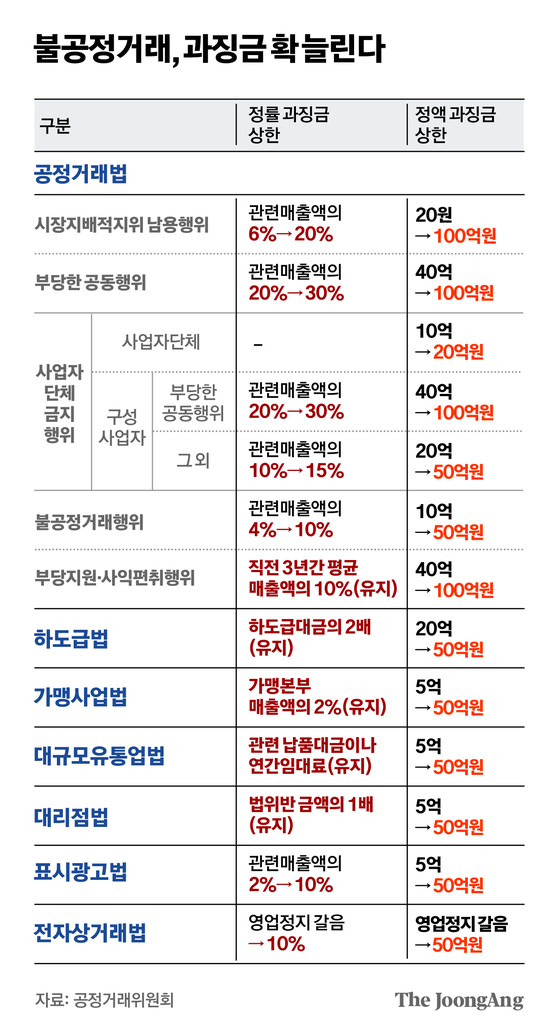 불공정거래, 과징금 확 늘린다
구분
정률 과징금
상한
정액 과징금
상한
공정거래법
시장지배적지위 남용행위
관련매출액의
6%→20%
20원
→100억원
부당한 공동행위
관련매출액의
20%→30%
40억
→100억원
사업자
단체
금지
행위
사업자단체
–
10억
→20억원
구성
사업자
부당한
공동행위
관련매출액의
20%→30%
40억
→100억원
그 외
관련매출액의
10%→15%
20억
→50억원
불공정거래행위
관련매출액의
4%→10%
10억
→50억원
부당지원·사익편취행위
직전 3년간 평균
매출액의 10%(유지)
40억
→100억원
하도급법
하도급대금의 2배
(유지)
20억
→50억원
가맹사업법
가맹본부
매출액의 2%(유지)
5억
→50억원
대규모유통업법
관련 납품대금이나
연간임대료(유지)
5억
→50억원
대리점법
법위반 금액의 1배
(유지)
5억
→50억원
표시광고법
관련매출액의
2%→10%
5억
→50억원
전자상거래법
영업정지 갈음
→10%
영업정지 갈음
→50억원
자료: 공정거래위원회
The JoongAng